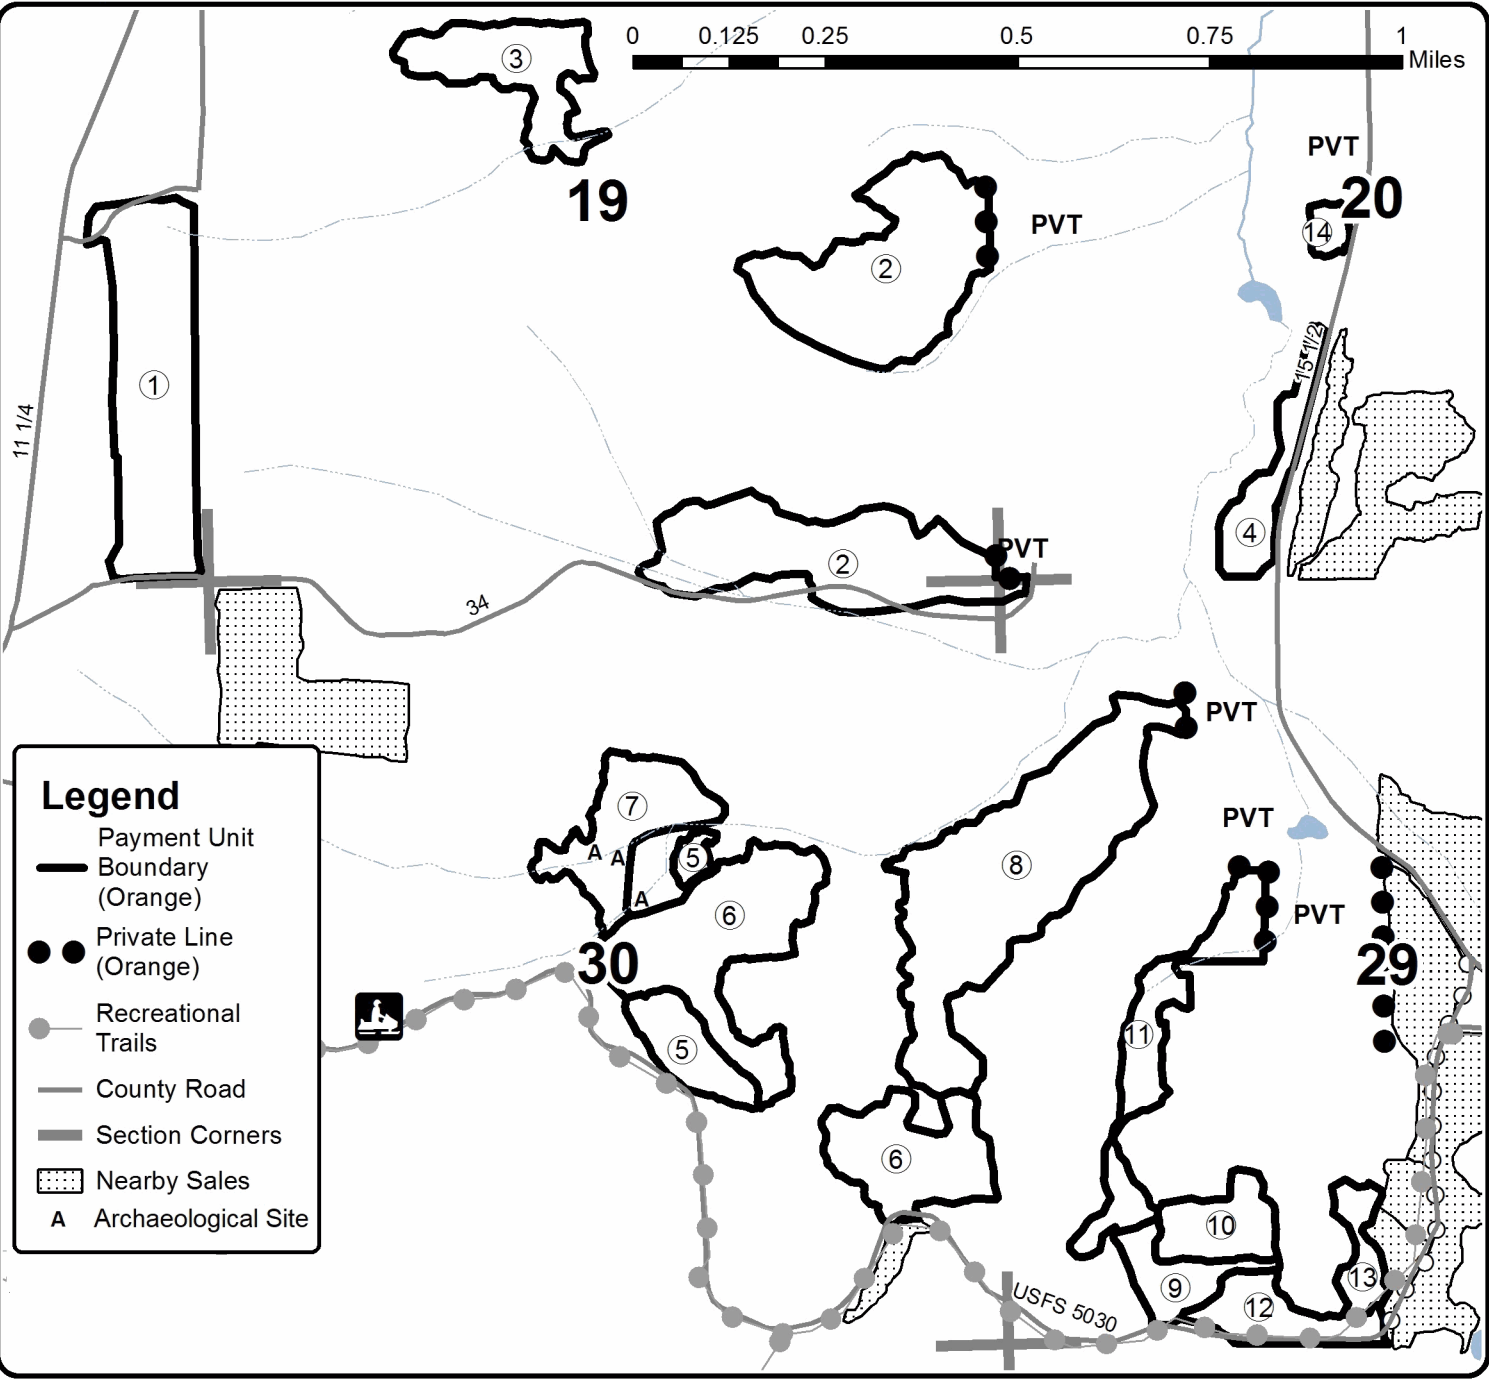 0 0.125 0.25 0.5 0.75 1
Miles
3
PVT
19
20
PVT
14
2
15 1/2
1
11 1/4
4
PVT
2
34
PVT
Legend
Payment Unit
Boundary
(Orange)
Private Line
(Orange)
Recreational
Trails
County Road
Section Corners
Nearby Sales
A Archaeological Site
7
PVT
A A
5
8
A
6
PVT
30
29
5
11
6
10
9
13
12
USFS 5030